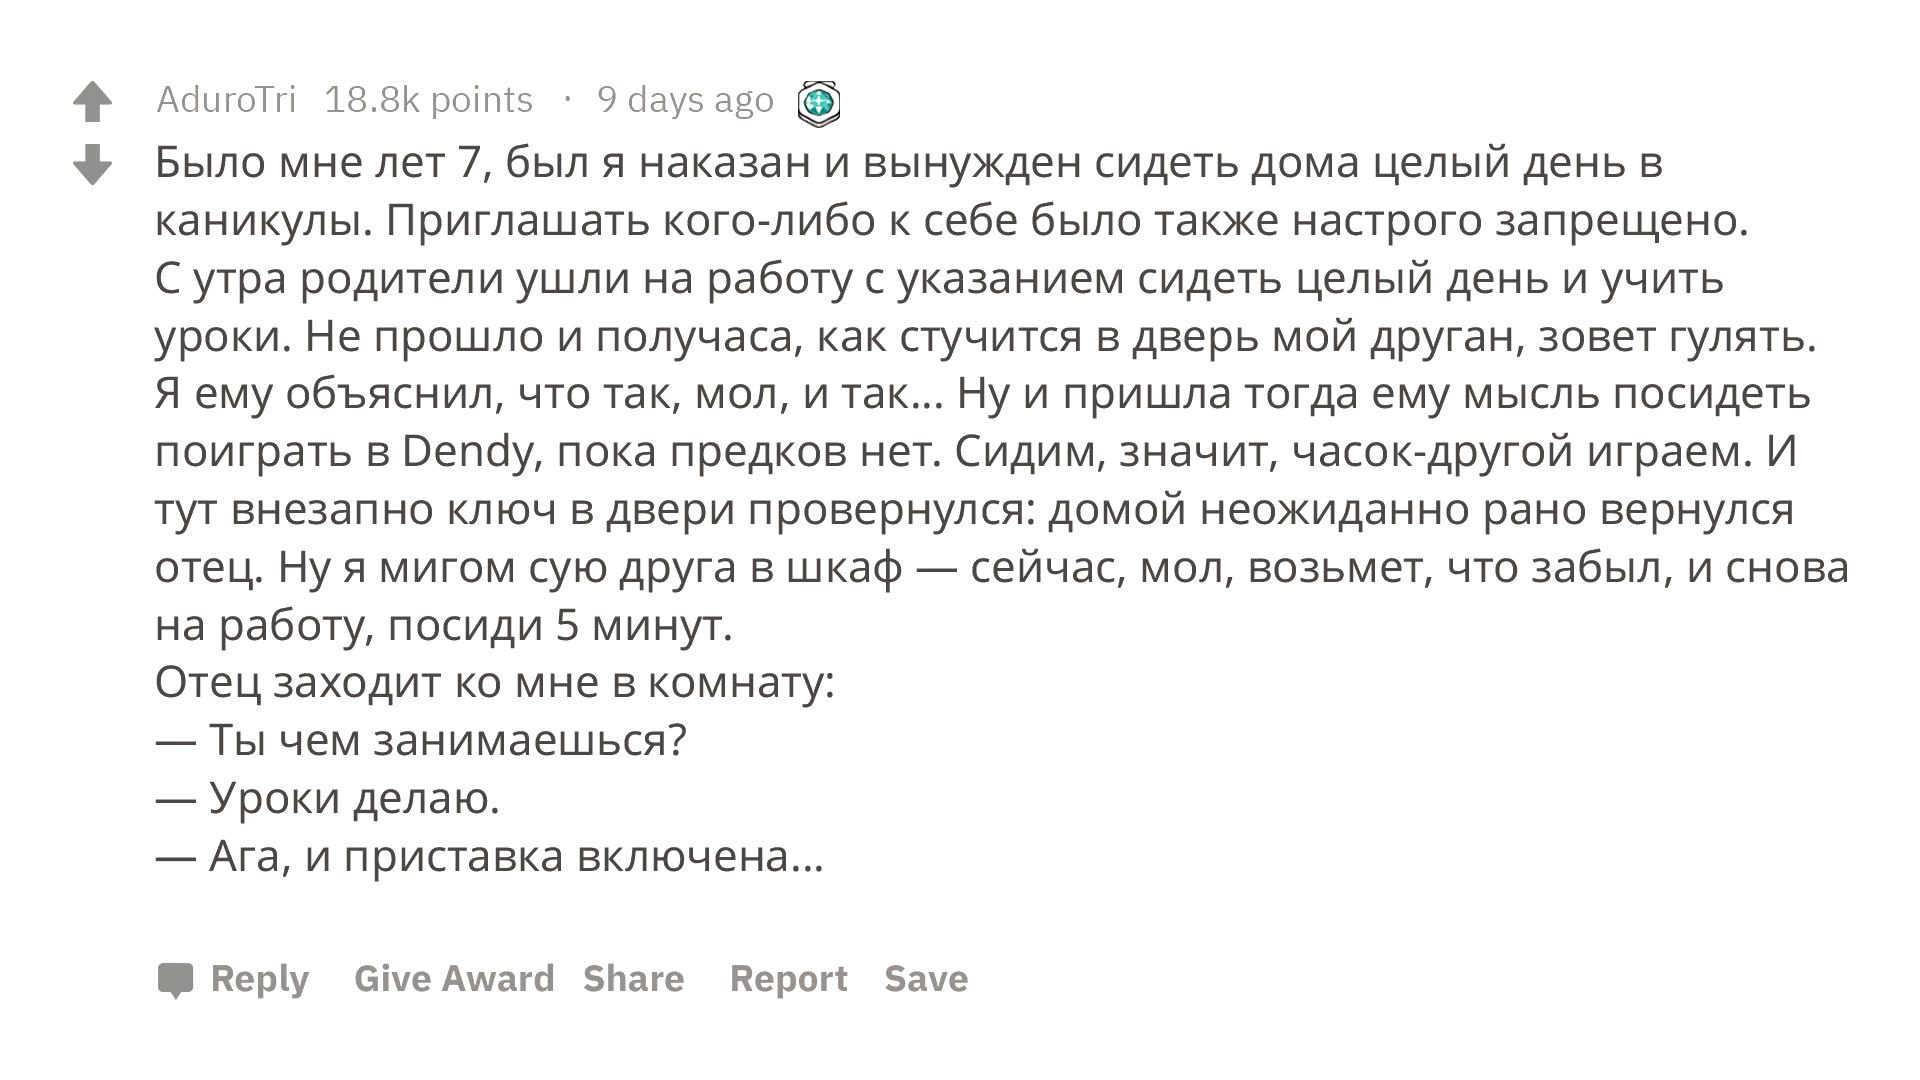 AduroTri 18.8k points · 9 days ago
Было мне лет 7, был я наказан и вынужден сидеть дома целый день в
каникулы. Приглашать кого-либо к себе было также настрого запрещено.
С утра родители ушли на работу с указанием сидеть целый день и учить
уроки. Не прошло и получаса, как стучится в дверь мой друган, зовет гулять.
Я ему объяснил, что так, мол, и так... Ну и пришла тогда ему мысль посидеть
поиграть в Dendy, пока предков нет. Сидим, значит, часок-другой играем. И
тут внезапно ключ в двери провернулся: домой неожиданно рано вернулся
отец. Ну я мигом сую друга в шкаф — сейчас, мол, возьмет, что забыл, и снова
на работу, посиди 5 минут.
Отец заходит ко мне в комнату:
— Ты чем занимаешься?
— Уроки делаю.
— Ага, и приставка включена...
Reply Give Award Share Report Save